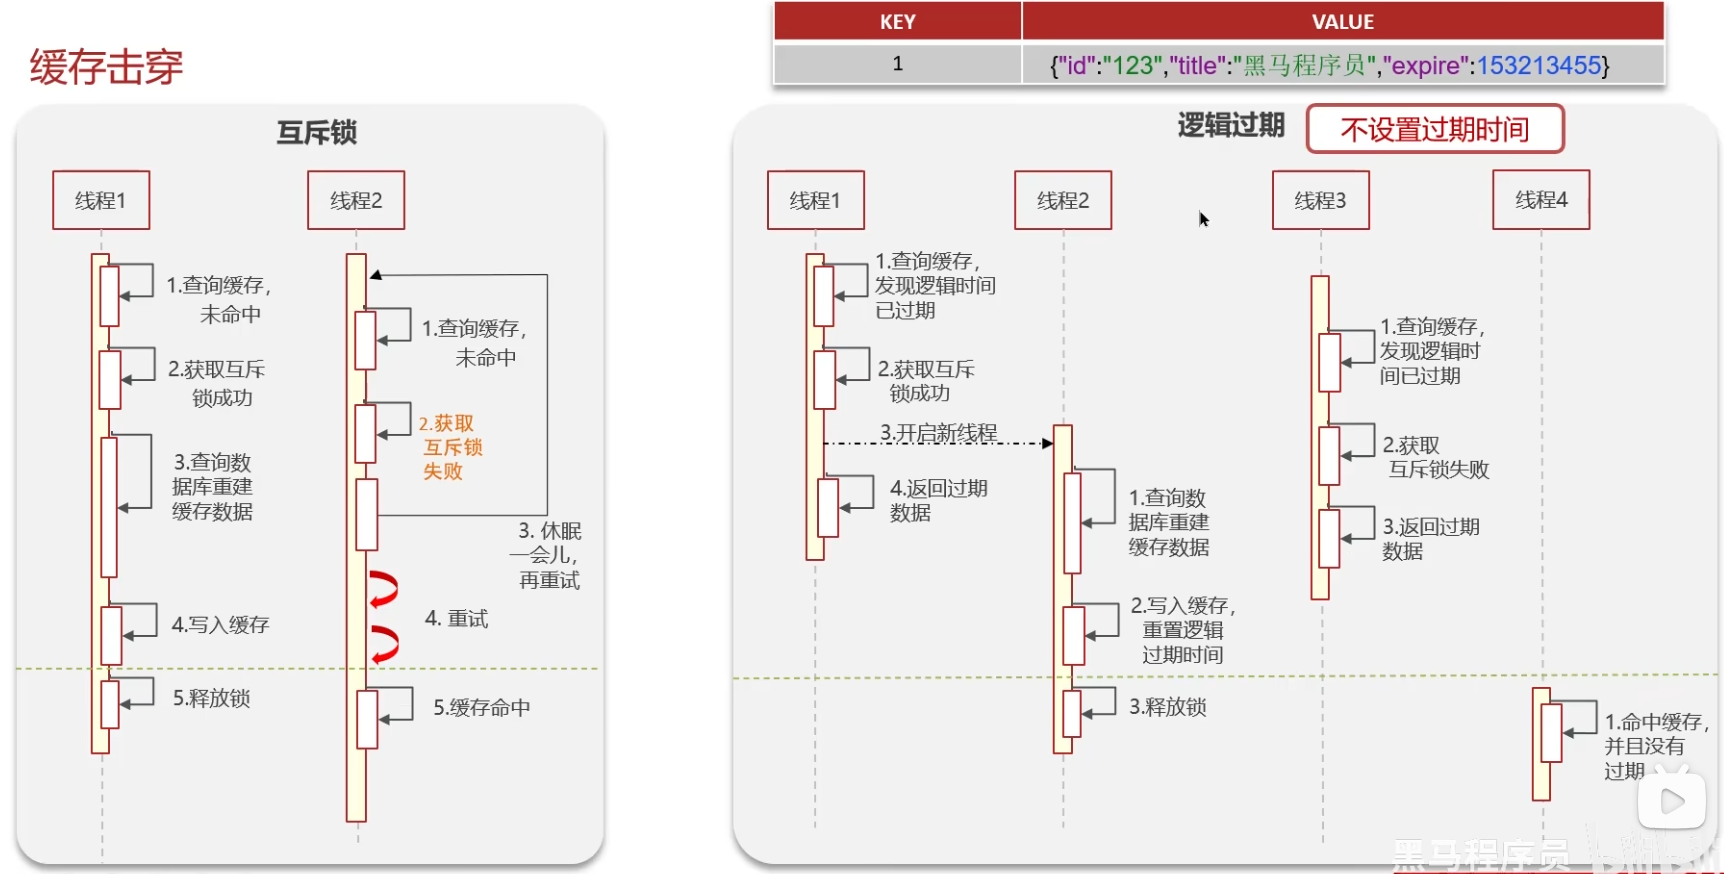 KEY
VALUE
1
{"id":"123","title":"黑马程序员","expire":153213455}
缓存击穿
互斥锁
线程1
线程2
1.查询缓存，
未命中
2.获取互斥
锁成功
3.查询数
据库重建
缓存数据
4.写入缓存
5.释放锁
1.查询缓存，
未命中
2.获取
互斥锁
失败
3. 休眠
一会儿，
再重试
4. 重试
5.缓存命中
逻辑过期
不设置过期时间
线程1
线程2
线程3
线程4
1.查询缓存，
发现逻辑时间
已过期
2.获取互斥
锁成功
3.开启新线程
4.返回过期
数据
1.查询数
据库重建
缓存数据
2.写入缓存，
重置逻辑
过期时间
3.释放锁
1.查询缓存，
发现逻辑时
间已过期
2.获取
互斥锁失败
3.返回过期
数据
1.命中缓存，
并且没有
过期
黑马程序员